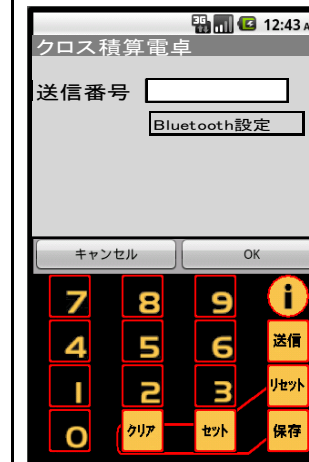 3G 12:43 A
クロス積算電卓
送信番号
Bluetooth設定
キャンセル OK
7 8 9 i
4 5 6 送信
1 2 3 リセット
0 クリア セット 保存